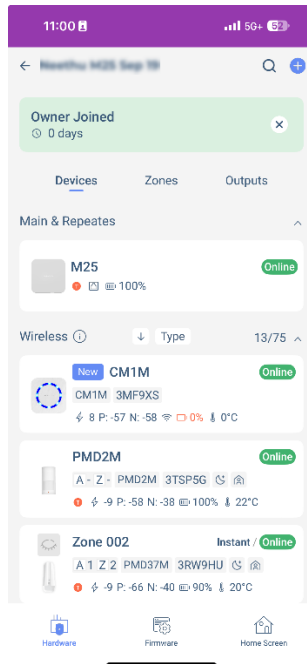 11:00 5G+ 52
Owner Joined
0 days
Devices Zones Outputs
Main & Repeates
M25 Online
100%
Wireless Type 13/75
New CM1M Online
CM1M 3MF9XS
8 P: -57 N: -58 0% 0°C
PMD2M Online
A - Z - PMD2M 3TSP5G
-9 P: -58 N: -38 100% 22°C
Zone 002 Instant / Online
A 1 Z 2 PMD37M 3RW9HU
-9 P: -66 N: -40 90% 20°C
Hardware Firmware Home Screen